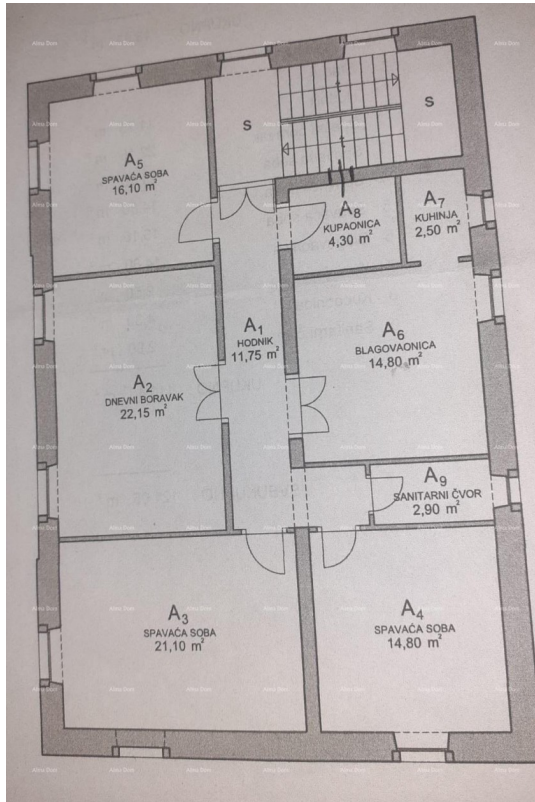 S
S
A5
SPAVAĆA SOBA
16,10 m²
A8
KUPAONICA
4,30 m²
A7
KUHINJA
2,50 m²
A1
HODNIK
11,75 m²
A6
BLAGOVAONICA
14,80 m²
A2
DNEVNI BORAVAK
22,15 m²
A9
SANITARNI ČVOR
2,90 m²
A3
SPAVAĆA SOBA
21,10 m²
A4
SPAVAĆA SOBA
14,80 m²